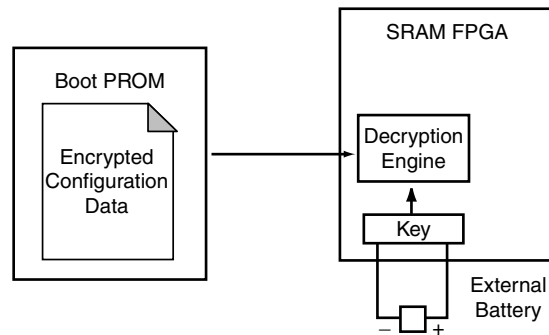 SRAM FPGA
Boot PROM
Encrypted
Configuration
Data
Decryption
Engine
Key
External
Battery
– +